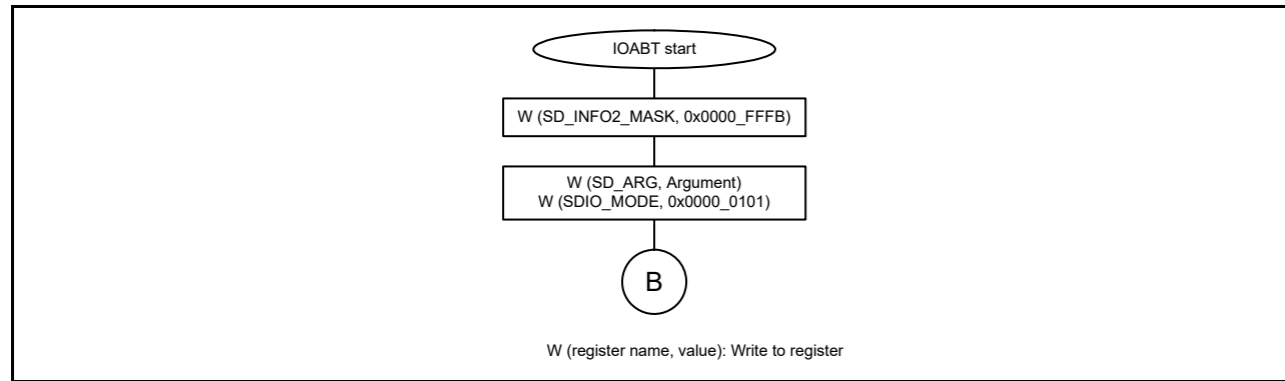 IOABT start
W (SD_INFO2_MASK, 0x0000_FFFB)
W (SD_ARG, Argument)
W (SDIO_MODE, 0x0000_0101)
B
W (register name, value): Write to register